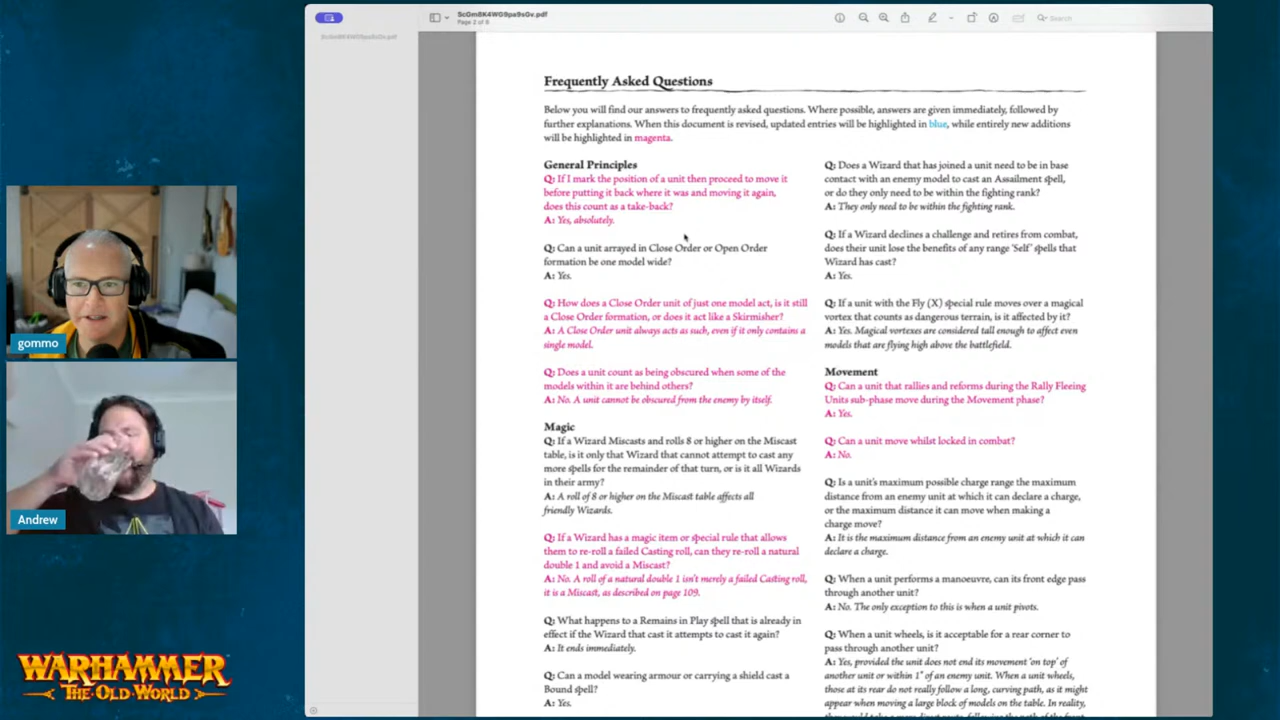 ScGm8K4WG9pa9sGv.pdf
Page 2 of 9
Search
ScGm8K4WG9pa9sGv.pdf
Frequently Asked Questions
Below you will find our answers to frequently asked questions. Where possible, answers are given immediately, followed by
further explanations. When this document is revised, updated entries will be highlighted in blue, while entirely new additions
will be highlighted in magenta.
General Principles
Q: If I mark the position of a unit then proceed to move it
before putting it back where it was and moving it again,
does this count as a take-back?
A: Yes, absolutely.
Q: Can a unit arrayed in Close Order or Open Order
formation be one model wide?
A: Yes.
Q: How does a Close Order unit of just one model act, is it still
a Close Order formation, or does it act like a Skirmisher?
A: A Close Order unit always acts as such, even if it only contains a
single model.
Q: Does a unit count as being obscured when some of the
models within it are behind others?
A: No. A unit cannot be obscured from the enemy by itself.
Magic
Q: If a Wizard Miscasts and rolls 8 or higher on the Miscast
table, is it only that Wizard that cannot attempt to cast any
more spells for the remainder of that turn, or is it all Wizards
in their army?
A: A roll of 8 or higher on the Miscast table affects all
friendly Wizards.
Q: If a Wizard has a magic item or special rule that allows
them to re-roll a failed Casting roll, can they re-roll a natural
double 1 and avoid a Miscast?
A: No. A roll of a natural double 1 isn't merely a failed Casting roll,
it is a Miscast, as described on page 109.
Q: What happens to a Remains in Play spell that is already in
effect if the Wizard that cast it attempts to cast it again?
A: It ends immediately.
Q: Can a model wearing armour or carrying a shield cast a
Bound spell?
A: Yes.
Q: Does a Wizard that has joined a unit need to be in base
contact with an enemy model to cast an Assailment spell,
or do they only need to be within the fighting rank?
A: They only need to be within the fighting rank.
Q: If a Wizard declines a challenge and retires from combat,
does their unit lose the benefits of any range 'Self' spells that
Wizard has cast?
A: Yes.
Q: If a unit with the Fly (X) special rule moves over a magical
vortex that counts as dangerous terrain, is it affected by it?
A: Yes. Magical vortexes are considered tall enough to affect even
models that are flying high above the battlefield.
Movement
Q: Can a unit that rallies and reforms during the Rally Fleeing
Units sub-phase move during the Movement phase?
A: Yes.
Q: Can a unit move whilst locked in combat?
A: No.
Q: Is a unit's maximum possible charge range the maximum
distance from an enemy unit at which it can declare a charge,
or the maximum distance it can move when making a
charge move?
A: It is the maximum distance from an enemy unit at which it can
declare a charge.
Q: When a unit performs a manoeuvre, can its front edge pass
through another unit?
A: No. The only exception to this is when a unit pivots.
Q: When a unit wheels, is it acceptable for a rear corner to
pass through another unit?
A: Yes, provided the unit does not end its movement 'on top' of
another unit or within 1" of an enemy unit. When a unit wheels,
those at its rear do not really follow a long, curving path, as it might
appear when moving a large block of models on the table. In reality,
gommo
Andrew
WARHAMMER
THE OLD WORLD